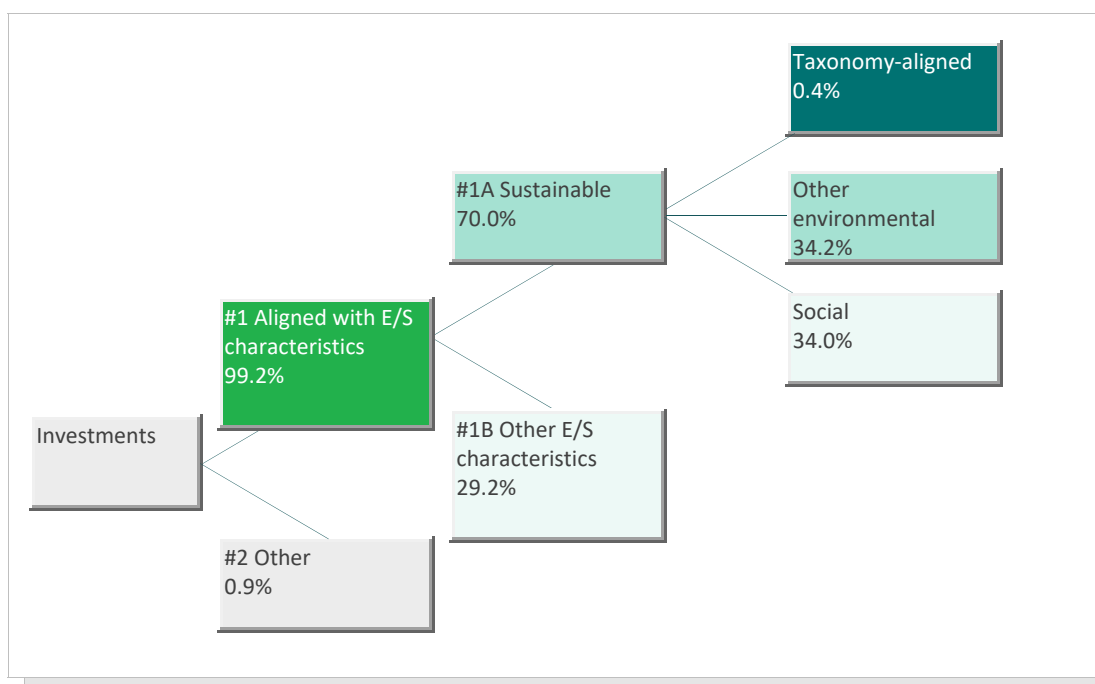 Taxonomy-aligned
0.4%
#1A Sustainable
70.0%
Other
environmental
34.2%
Social
34.0%
#1 Aligned with E/S
characteristics
99.2%
Investments
#1B Other E/S
characteristics
29.2%
#2 Other
0.9%